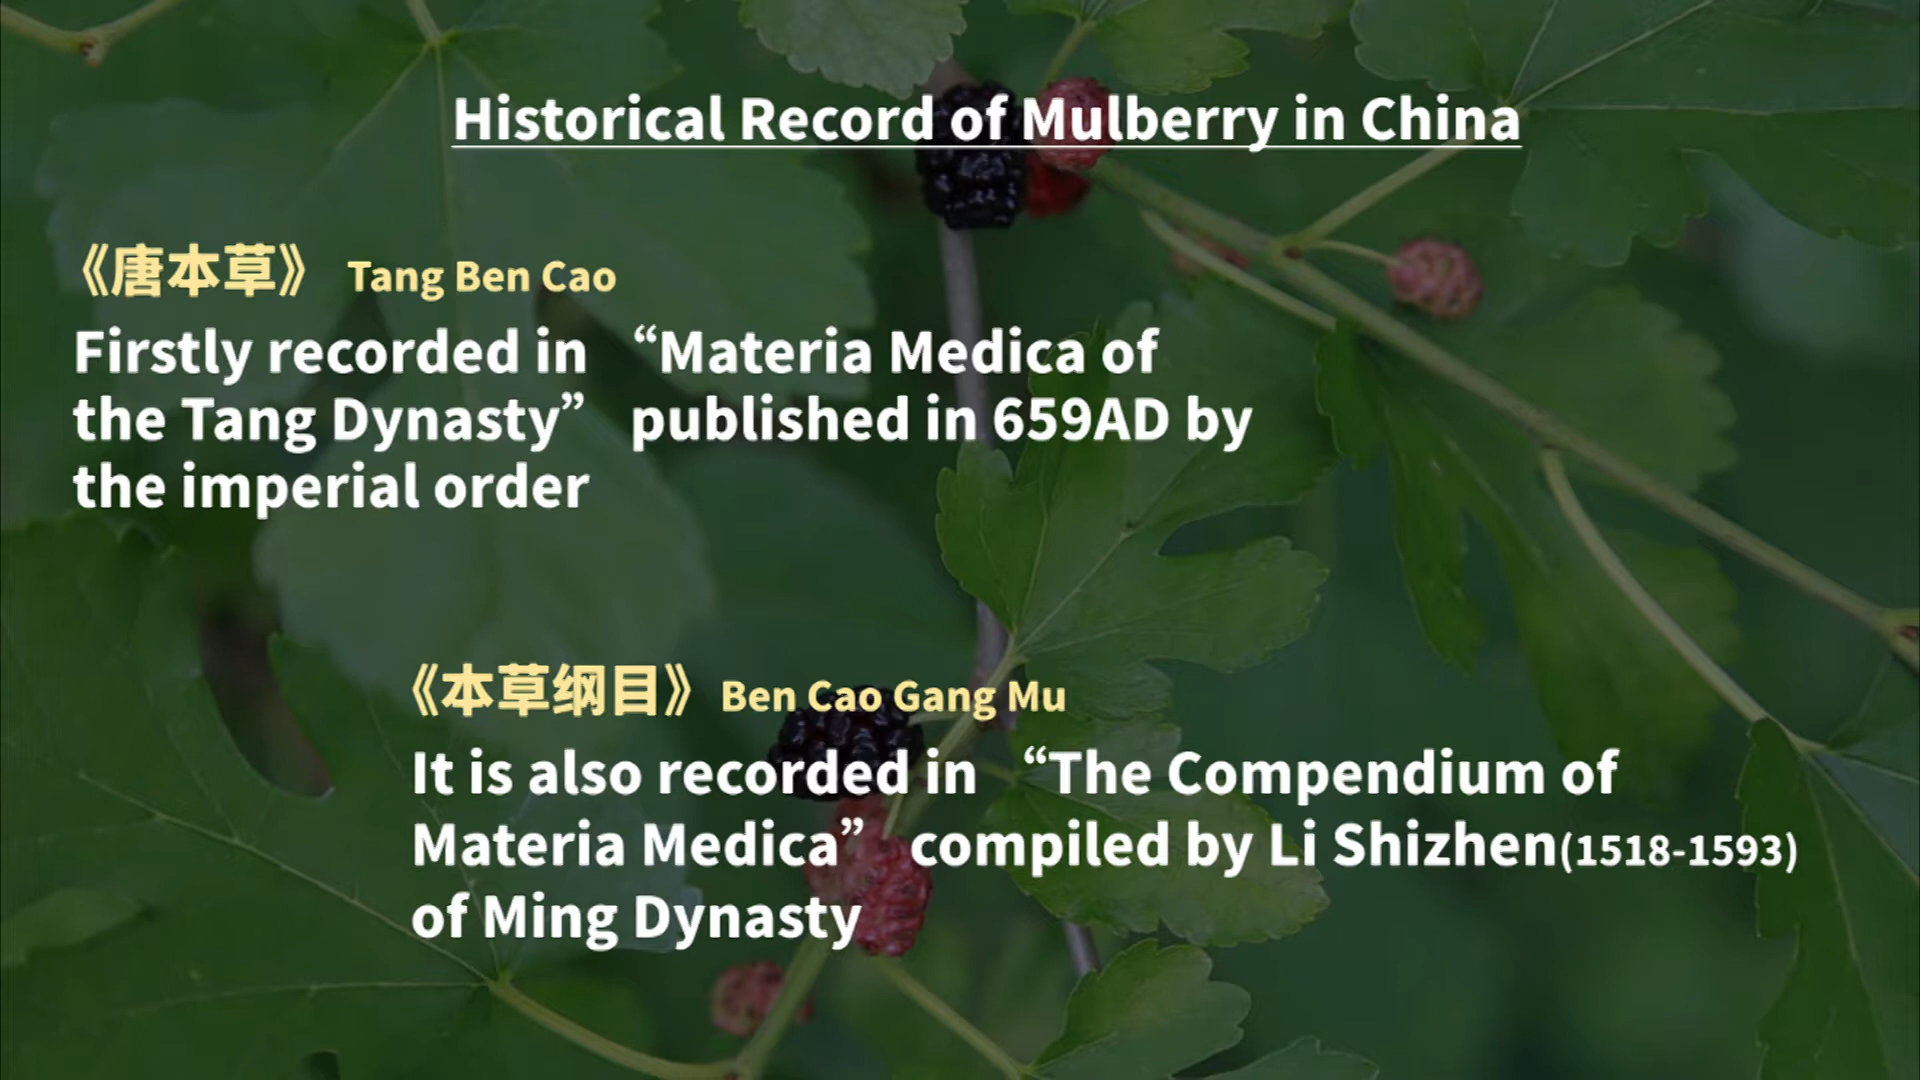 Historical Record of Mulberry in China
《唐本草》 Tang Ben Cao
Firstly recorded in “Materia Medica of
the Tang Dynasty” published in 659AD by
the imperial order
《本草纲目》 Ben Cao Gang Mu
It is also recorded in “The Compendium of
Materia Medica” compiled by Li Shizhen(1518-1593)
of Ming Dynasty